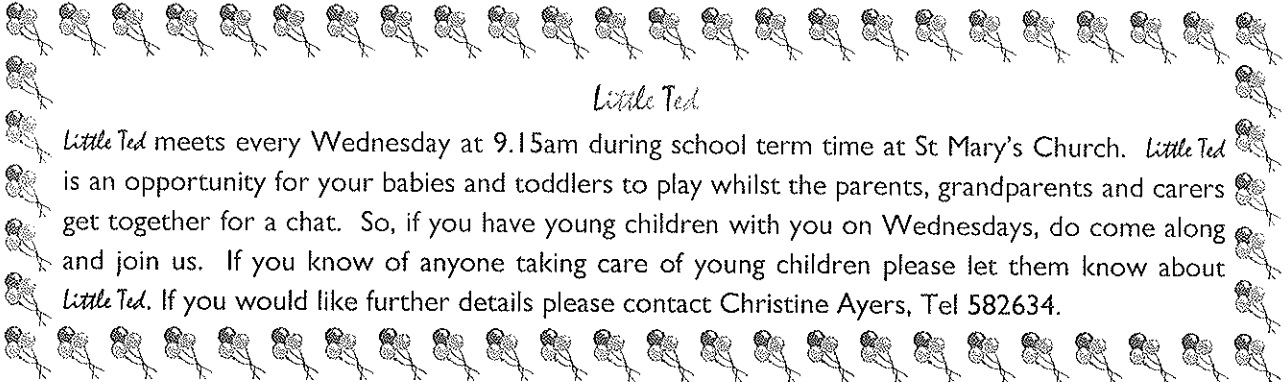 Little Ted
Little Ted meets every Wednesday at 9.15am during school term time at St Mary's Church.  Little Ted
is an opportunity for your babies and toddlers to play whilst the parents, grandparents and carers
get together for a chat.  So, if you have young children with you on Wednesdays, do come along
and join us.  If you know of anyone taking care of young children please let them know about
Little Ted. If you would like further details please contact Christine Ayers, Tel 582634.